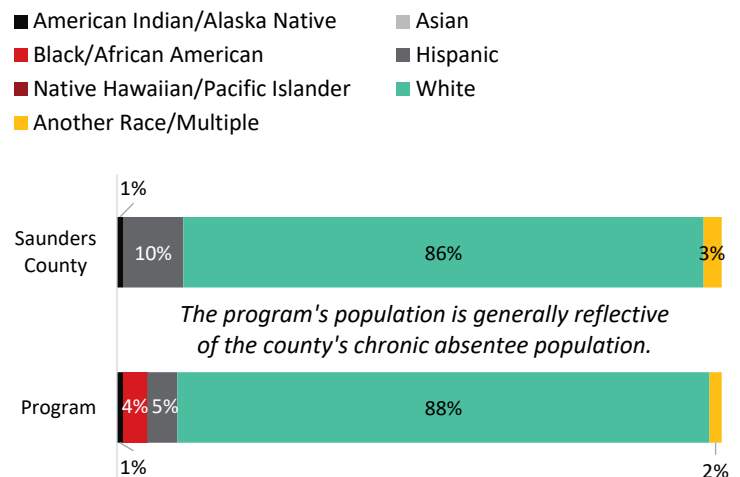 American Indian/Alaska Native
Asian
Black/African American
Hispanic
Native Hawaiian/Pacific Islander
White
Another Race/Multiple
1%
Saunders
County
10%
86%
3%
The program's population is generally reflective
of the county's chronic absentee population.
Program
4%
5%
88%
1%
2%